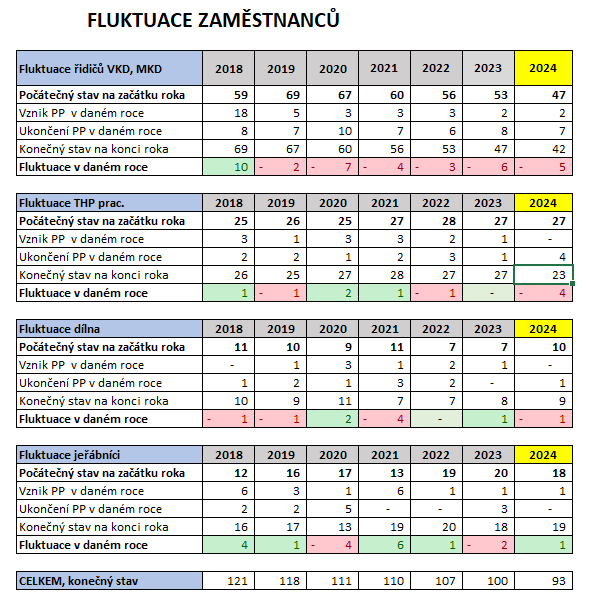 FLUKTUACE ZAMĚSTNANCŮ
Fluktuace řidičů VKD, MKD 2018 2019 2020 2021 2022 2023 2024
Počátečný stav na začátku roka 59 69 67 60 56 53 47
Vznik PP v daném roce 18 5 3 3 3 2 2
Ukončení PP v daném roce 8 7 10 7 6 8 7
Konečný stav na konci roka 69 67 60 56 53 47 42
Fluktuace v daném roce 10 - 2 - 7 - 4 - 3 - 6 - 5
Fluktuace THP prac. 2018 2019 2020 2021 2022 2023 2024
Počátečný stav na začátku roka 25 26 25 27 28 27 27
Vznik PP v daném roce 3 1 3 3 2 1 -
Ukončení PP v daném roce 2 2 1 2 3 1 4
Konečný stav na konci roka 26 25 27 28 27 27 23
Fluktuace v daném roce 1 - 1 2 1 - 1 - - 4
Fluktuace dílna 2018 2019 2020 2021 2022 2023 2024
Počátečný stav na začátku roka 11 10 9 11 7 7 10
Vznik PP v daném roce - 1 3 1 2 1 -
Ukončení PP v daném roce 1 2 1 3 2 - 1
Konečný stav na konci roka 10 9 11 7 7 8 9
Fluktuace v daném roce - 1 - 1 2 - 4 - 1 - 1
Fluktuace jeřábníci 2018 2019 2020 2021 2022 2023 2024
Počátečný stav na začátku roka 12 16 17 13 19 20 18
Vznik PP v daném roce 6 3 1 6 1 1 1
Ukončení PP v daném roce 2 2 5 - - 3 -
Konečný stav na konci roka 16 17 13 19 20 18 19
Fluktuace v daném roce 4 1 - 4 6 1 - 2 1
CELKEM, konečný stav 121 118 111 110 107 100 93